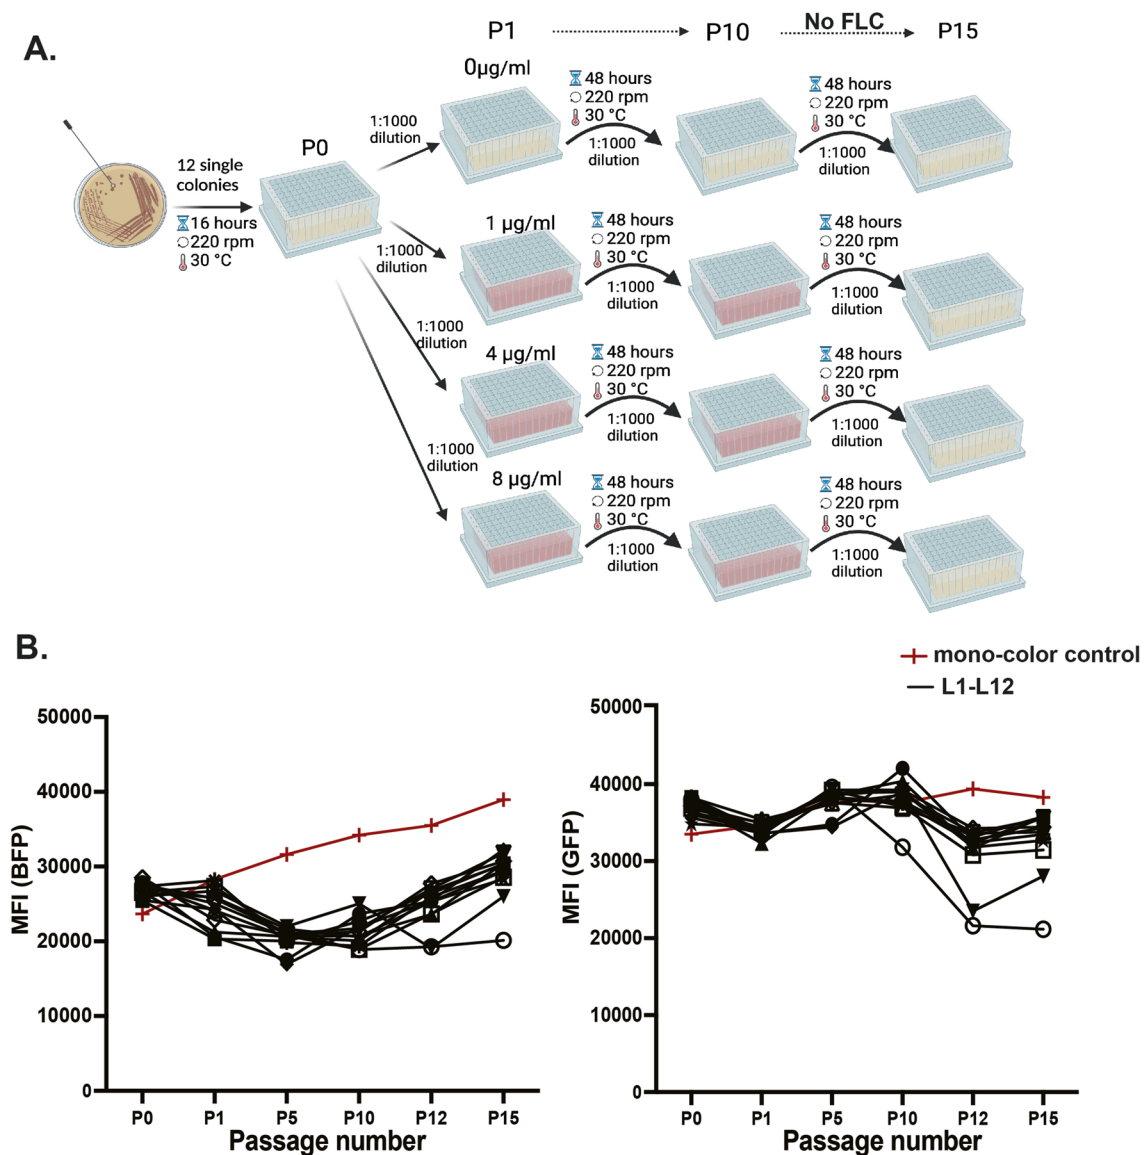 A.
P1
P10
No FLC
P15
0µg/ml
48 hours
220 rpm
30 °C
1:1000
dilution
48 hours
220 rpm
30 °C
1:1000
dilution
1:1000
dilution
P0
12 single
colonies
16 hours
220 rpm
30 °C
1:1000
dilution
1 µg/ml
48 hours
220 rpm
30 °C
1:1000
dilution
48 hours
220 rpm
30 °C
1:1000
dilution
1:1000
dilution
4 µg/ml
48 hours
220 rpm
30 °C
1:1000
dilution
48 hours
220 rpm
30 °C
1:1000
dilution
1:1000
dilution
8 µg/ml
48 hours
220 rpm
30 °C
1:1000
dilution
48 hours
220 rpm
30 °C
1:1000
dilution
B.
mono-color control
L1-L12
MFI (BFP)
50000
40000
30000
20000
10000
0
P0 P1 P5 P10 P12 P15
Passage number
MFI (GFP)
50000
40000
30000
20000
10000
0
P0 P1 P5 P10 P12 P15
Passage number